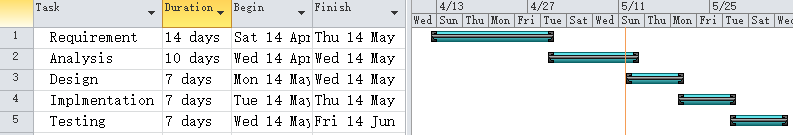 Task Duration Begin Finish 4/13 4/27 5/11 5/25
Wed Sun Thu Mon Fri Tue Sat Wed Sun Thu Mon Fri Tue Sat Wed
1 Requirement 14 days Sat 14 Apr Thu 14 May
2 Analysis 10 days Wed 14 Apr Wed 14 May
3 Design 7 days Mon 14 May Wed 14 May
4 Implmentation 7 days Tue 14 May Thu 14 May
5 Testing 7 days Wed 14 May Fri 14 Jun